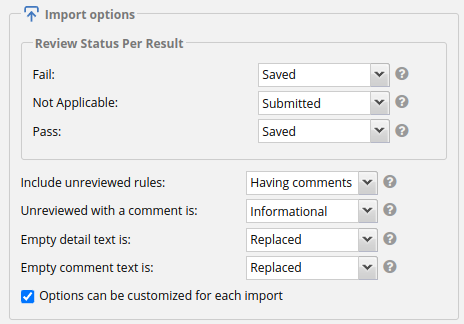 Import options
Review Status Per Result
Fail: Saved
Not Applicable: Submitted
Pass: Saved
Include unreviewed rules: Having comments
Unreviewed with a comment is: Informational
Empty detail text is: Replaced
Empty comment text is: Replaced
Options can be customized for each import